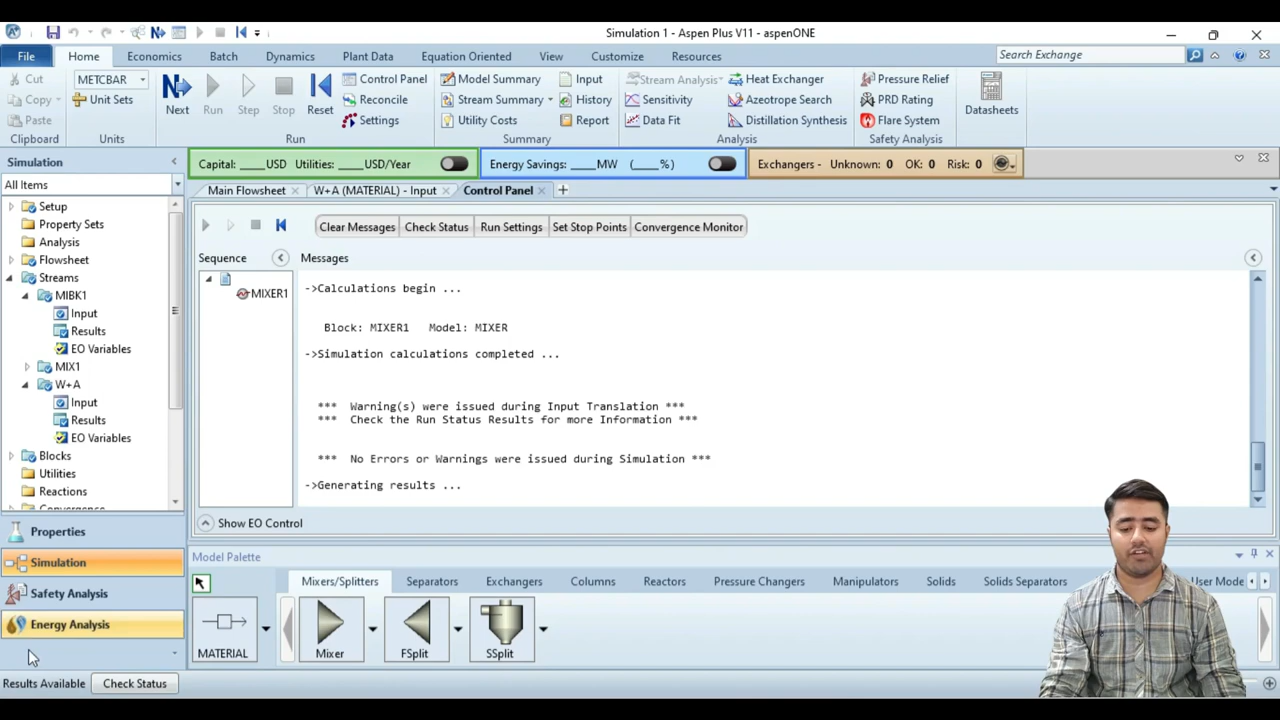 Simulation 1 - Aspen Plus V11 - aspenONE
File Home Economics Batch Dynamics Plant Data Equation Oriented View Customize Resources Search Exchange
Cut METCBAR Control Panel Model Summary Input Stream Analysis Heat Exchanger Pressure Relief
Copy Unit Sets Next Run Step Stop Reset Reconcile Stream Summary History Sensitivity Azeotrope Search PRD Rating Datasheets
Paste Settings Utility Costs Report Data Fit Distillation Synthesis Flare System
Clipboard Units Run Summary Analysis Safety Analysis
Simulation Capital: ____USD Utilities: ____USD/Year Energy Savings: ____MW (____%) Exchangers - Unknown: 0 OK: 0 Risk: 0
All Items Main Flowsheet W+A (MATERIAL) - Input Control Panel
Setup
Property Sets Clear Messages Check Status Run Settings Set Stop Points Convergence Monitor
Analysis
Flowsheet Sequence Messages
Streams
MIBK1 MIXER1 ->Calculations begin ...
Input
Results Block: MIXER1 Model: MIXER
EO Variables ->Simulation calculations completed ...
MIX1
W+A
Input *** Warning(s) were issued during Input Translation ***
Results *** Check the Run Status Results for more Information ***
EO Variables
Blocks *** No Errors or Warnings were issued during Simulation ***
Utilities
Reactions ->Generating results ...
Convergence
Show EO Control
Properties
Model Palette
Simulation Mixers/Splitters Separators Exchangers Columns Reactors Pressure Changers Manipulators Solids Solids Separators User Mode
Safety Analysis
Energy Analysis
MATERIAL Mixer FSplit SSplit
Results Available Check Status